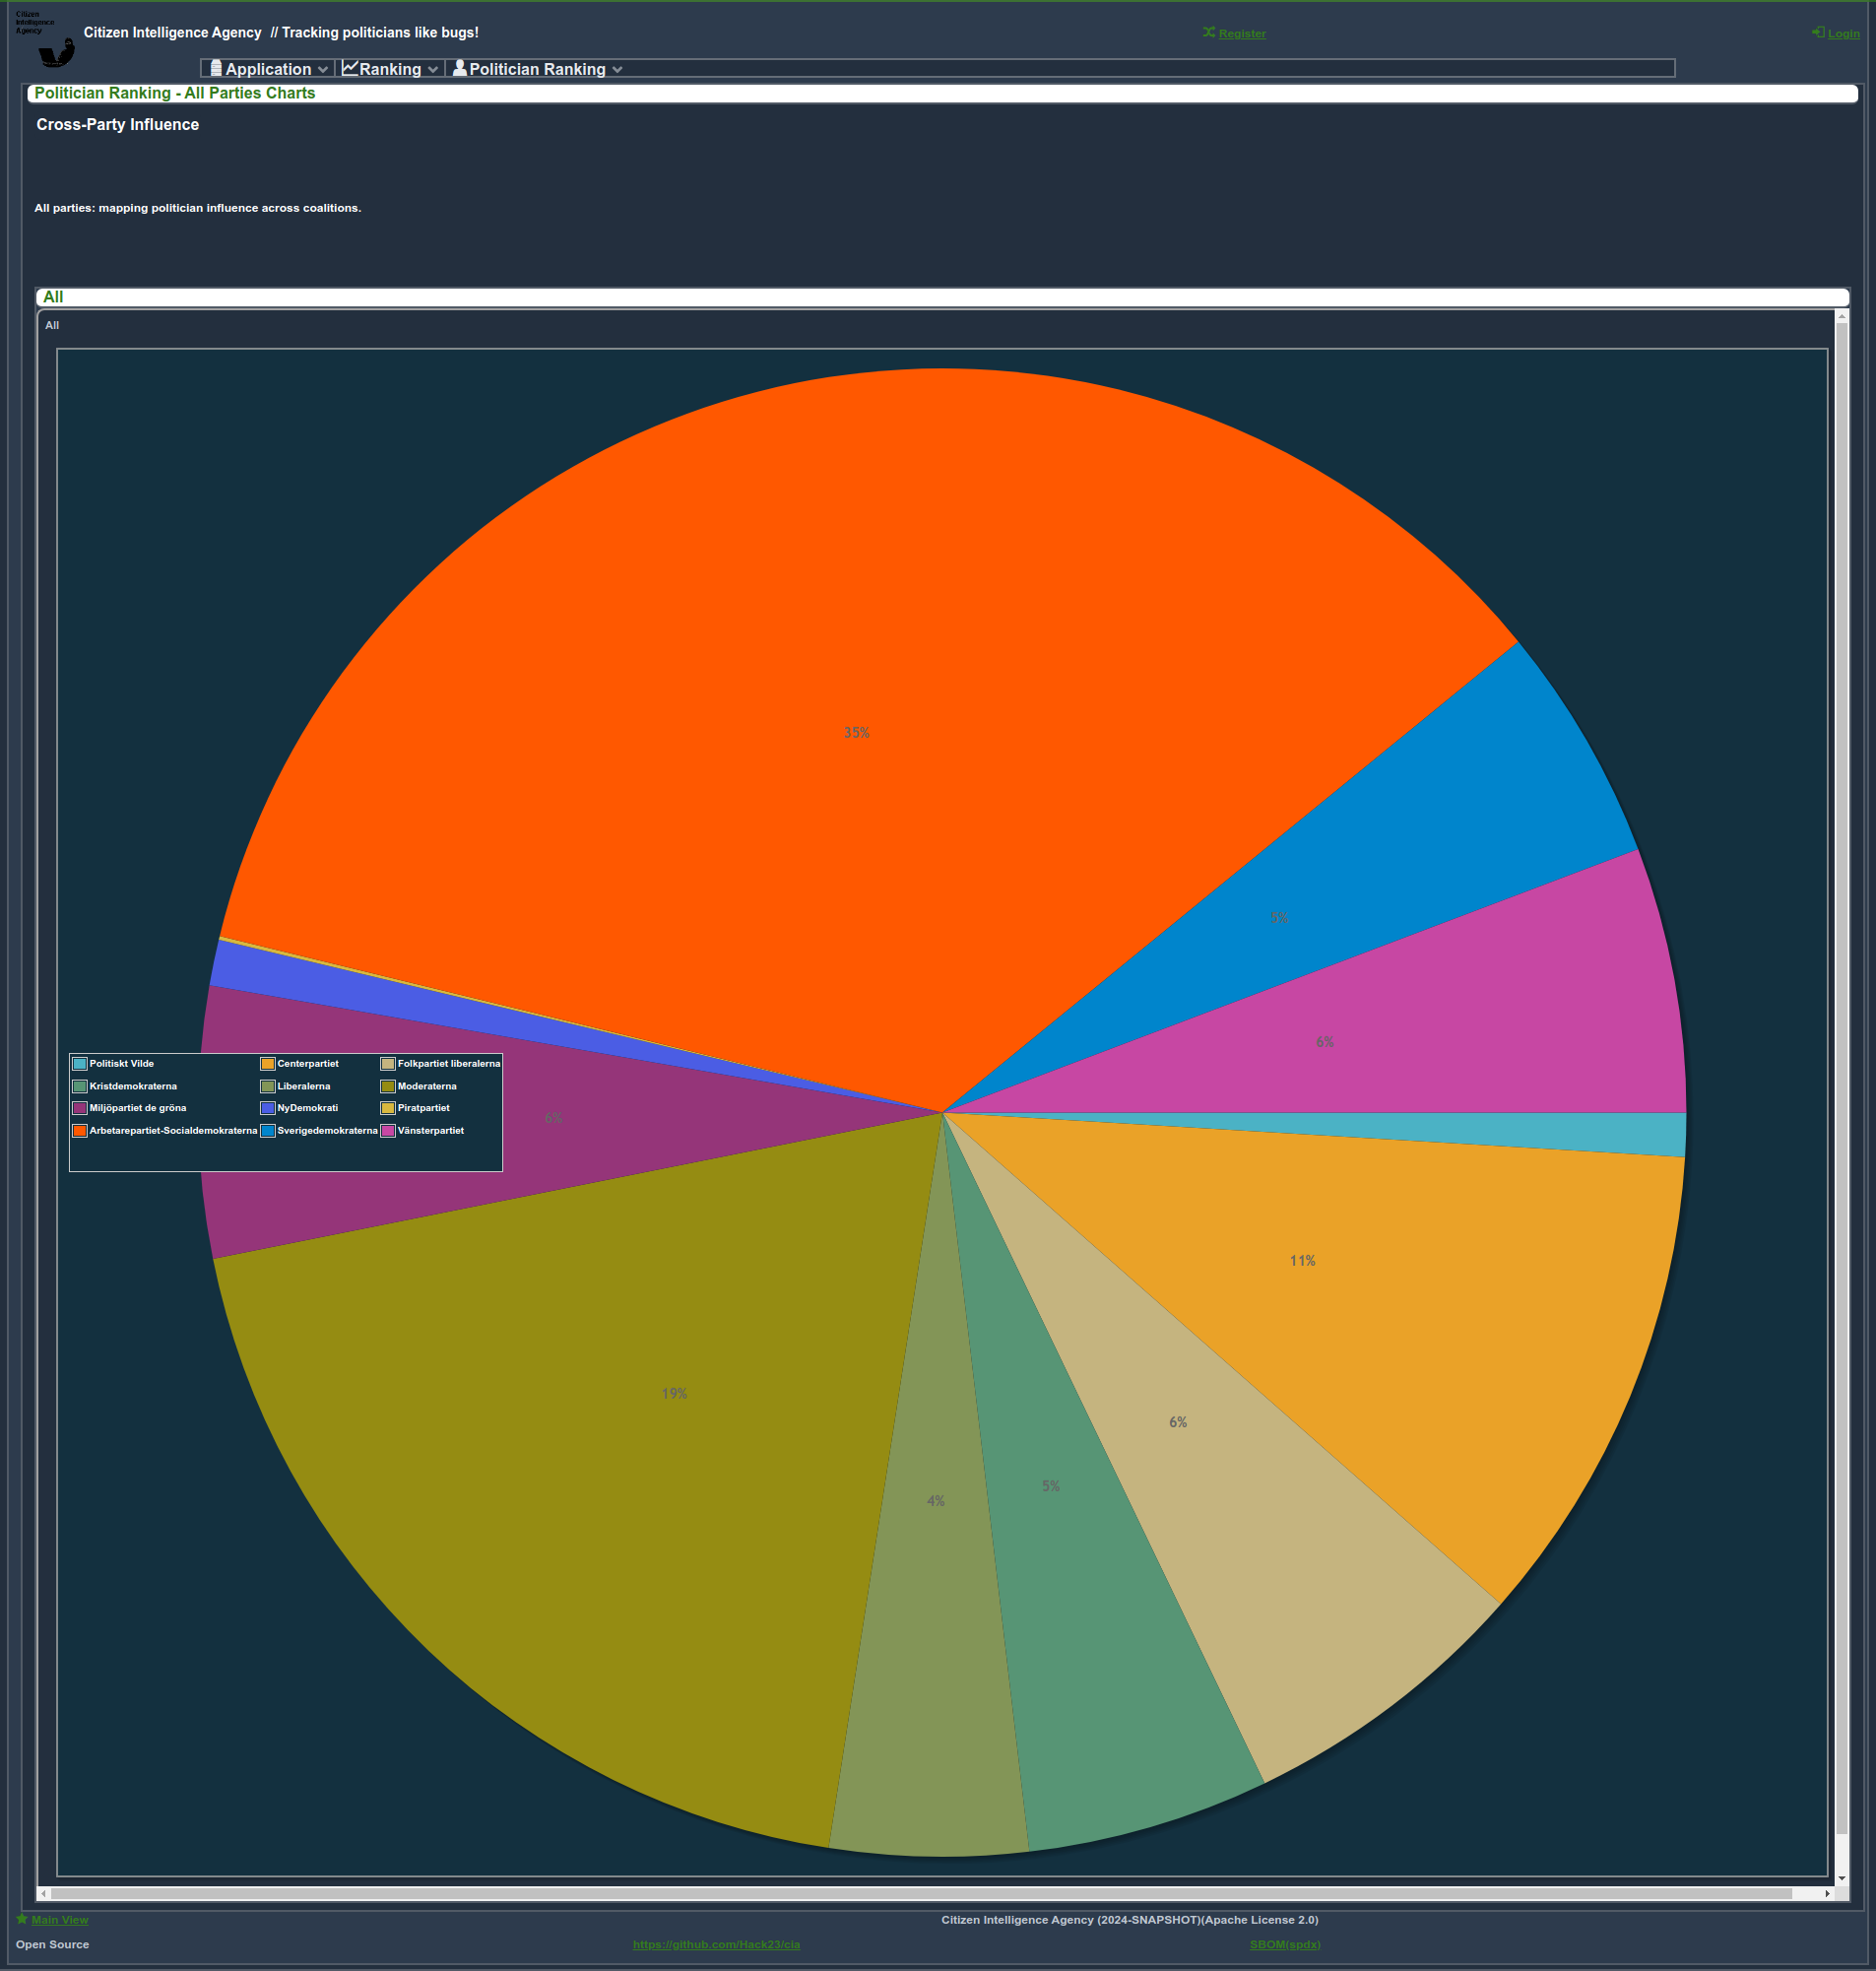 Citizen
Intelligence
Agency
Citizen Intelligence Agency // Tracking politicians like bugs!
Register
Login
Application
Ranking
Politician Ranking
Politician Ranking - All Parties Charts
Cross-Party Influence
All parties: mapping politician influence across coalitions.
All
All
35%
5%
6%
Politiskt Vilde
Centerpartiet
Folkpartiet liberalerna
Kristdemokraterna
Liberalerna
Moderaterna
Miljöpartiet de gröna
NyDemokrati
Piratpartiet
Arbetarepartiet-Socialdemokraterna
Sverigedemokraterna
Vänsterpartiet
6%
11%
19%
6%
5%
4%
Main View
Citizen Intelligence Agency (2024-SNAPSHOT)(Apache License 2.0)
Open Source
https://github.com/Hack23/cia
SBOM(spdx)